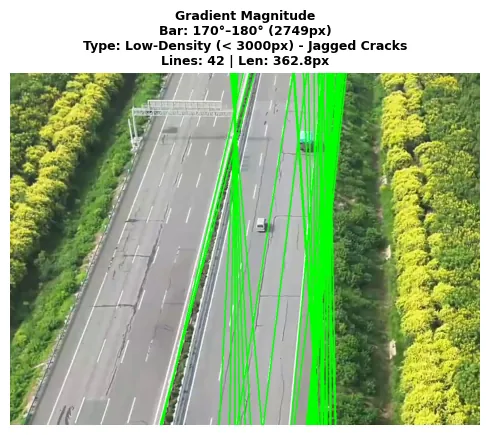 Gradient Magnitude
Bar: 170°–180° (2749px)
Type: Low-Density (< 3000px) - Jagged Cracks
Lines: 42 | Len: 362.8px